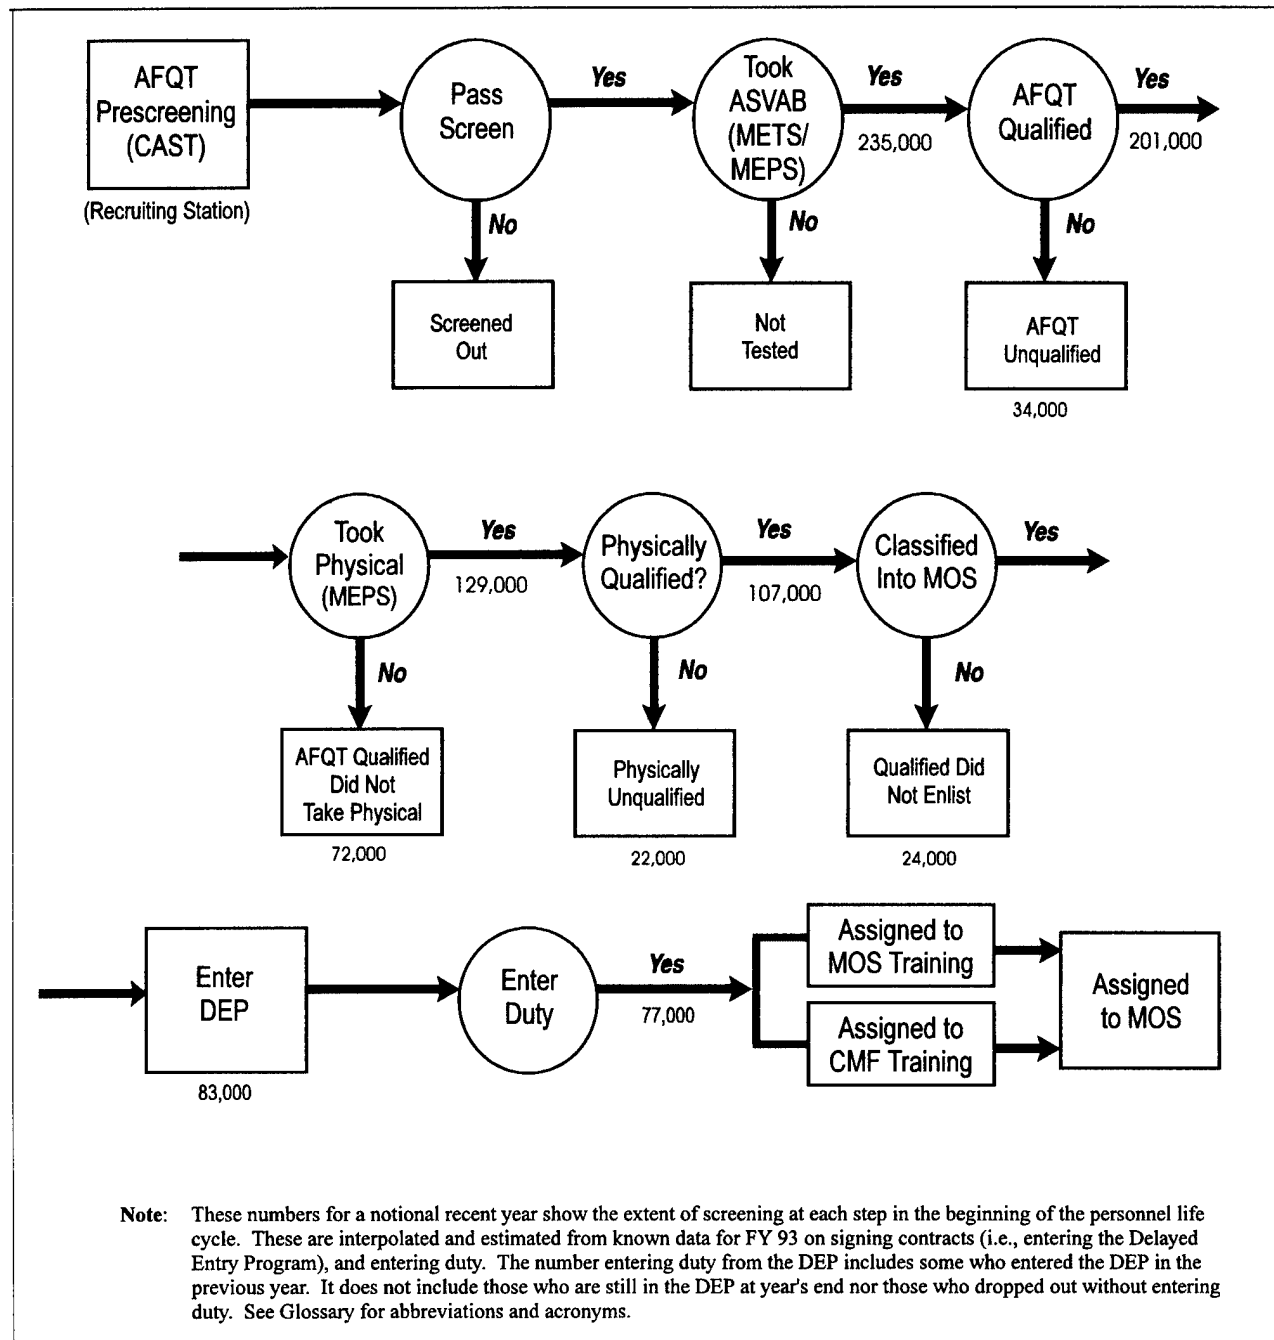 AFQT
Prescreening
(CAST)
(Recruiting Station)
Pass
Screen
Yes
No
Screened
Out
Took
ASVAB
(METS/
MEPS)
Yes
235,000
No
Not
Tested
AFQT
Qualified
Yes
201,000
No
AFQT
Unqualified
34,000
Took
Physical
(MEPS)
Yes
129,000
No
AFQT Qualified
Did Not
Take Physical
72,000
Physically
Qualified?
Yes
107,000
No
Physically
Unqualified
22,000
Classified
Into MOS
Yes
No
Qualified Did
Not Enlist
24,000
Enter
DEP
83,000
Enter
Duty
Yes
77,000
Assigned to
MOS Training
Assigned to
CMF Training
Assigned
to MOS
Note: These numbers for a notional recent year show the extent of screening at each step in the beginning of the personnel life
cycle. These are interpolated and estimated from known data for FY 93 on signing contracts (i.e., entering the Delayed
Entry Program), and entering duty. The number entering duty from the DEP includes some who entered the DEP in the
previous year. It does not include those who are still in the DEP at year's end nor those who dropped out without entering
duty. See Glossary for abbreviations and acronyms.